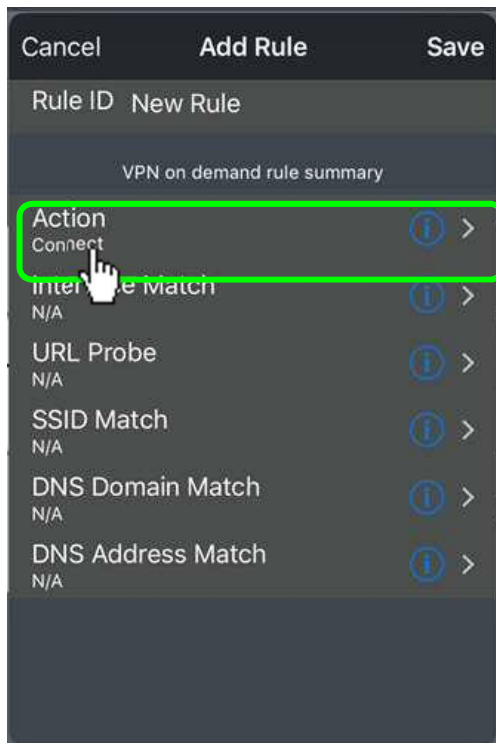 Cancel Add Rule Save
Rule ID New Rule
VPN on demand rule summary
Action
Connect
Interface Match
N/A
URL Probe
N/A
SSID Match
N/A
DNS Domain Match
N/A
DNS Address Match
N/A